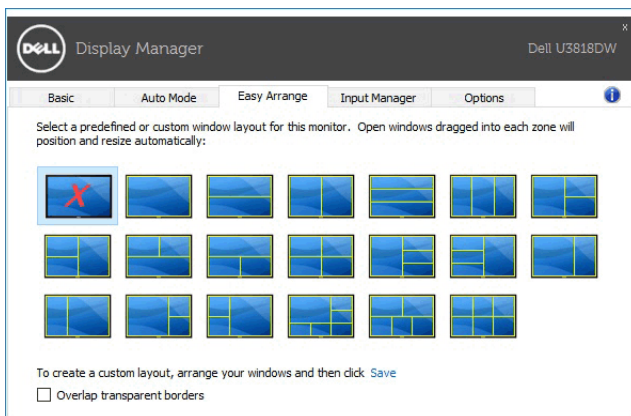 DELL Display Manager Dell U3818DW
x
Basic Auto Mode Easy Arrange Input Manager Options
Select a predefined or custom window layout for this monitor. Open windows dragged into each zone will
position and resize automatically:
X
To create a custom layout, arrange your windows and then click Save
Overlap transparent borders